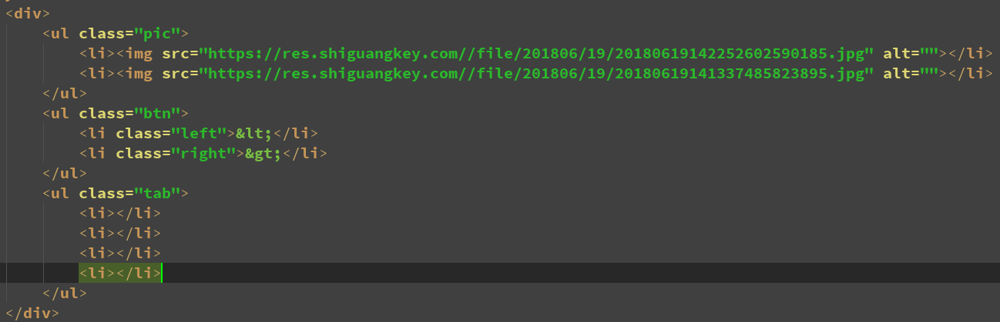 <div>
<ul class="pic">
<li><img src="https://res.shiguangkey.com//file/201806/19/20180619142252602590185.jpg" alt=""></li>
<li><img src="https://res.shiguangkey.com//file/201806/19/20180619141337485823895.jpg" alt=""></li>
</ul>
<ul class="btn">
<li class="left">&lt;</li>
<li class="right">&gt;</li>
</ul>
<ul class="tab">
<li></li>
<li></li>
<li></li>
<li></li>
</ul>
</div>